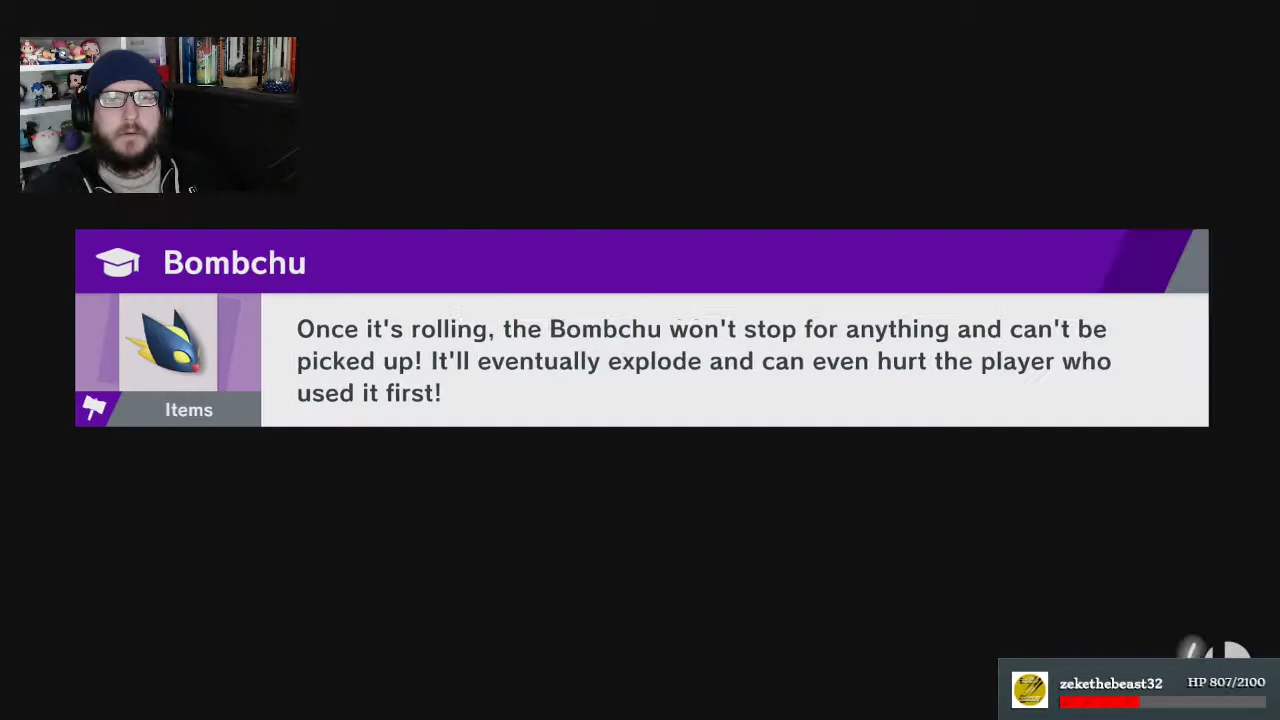 Bombchu
Once it's rolling, the Bombchu won't stop for anything and can't be
picked up! It'll eventually explode and can even hurt the player who
used it first!
Items
zekethebeast32 HP 807/2100